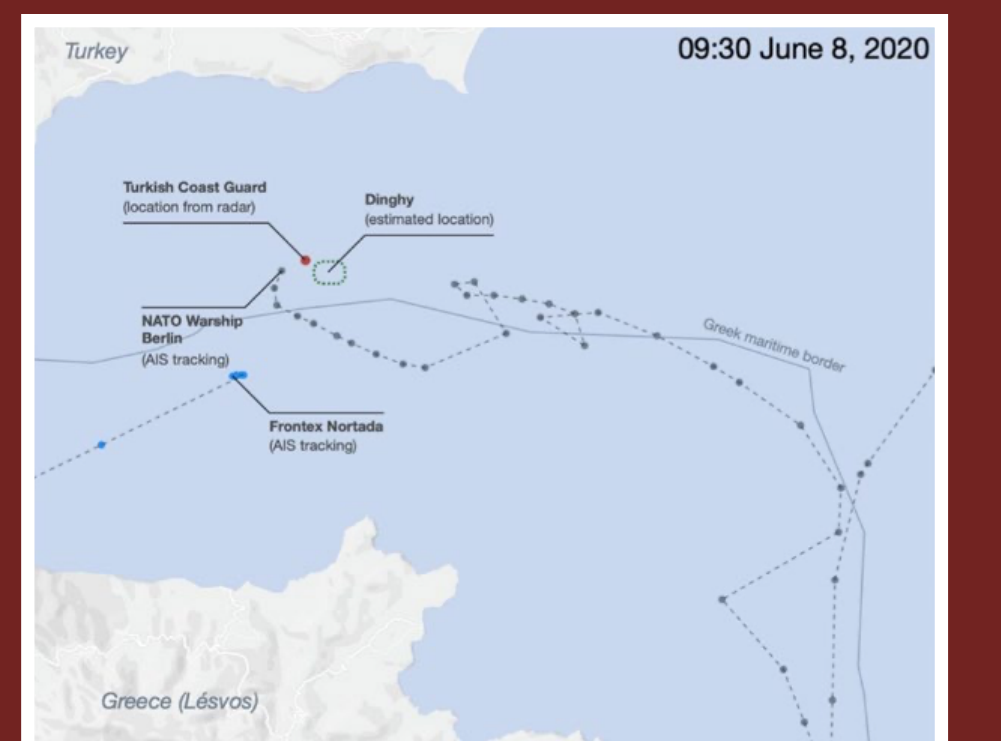 Turkey
09:30 June 8, 2020
Turkish Coast Guard
(location from radar)
Dinghy
(estimated location)
NATO Warship
Berlin
(AIS tracking)
Greek maritime border
Frontex Nortada
(AIS tracking)
Greece (Lésvos)